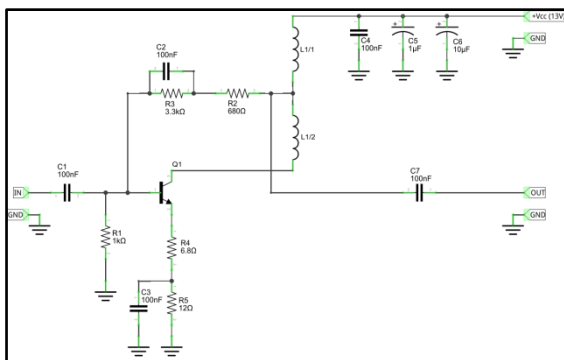 +Vcc (13V)
C4
100nF
C5
1µF
C6
10µF
GND
L1/1
C2
100nF
R3
3.3kΩ
R2
680Ω
L1/2
Q1
C1
100nF
IN
GND
R1
1kΩ
C7
100nF
OUT
GND
R4
6.8Ω
C3
100nF
R5
12Ω